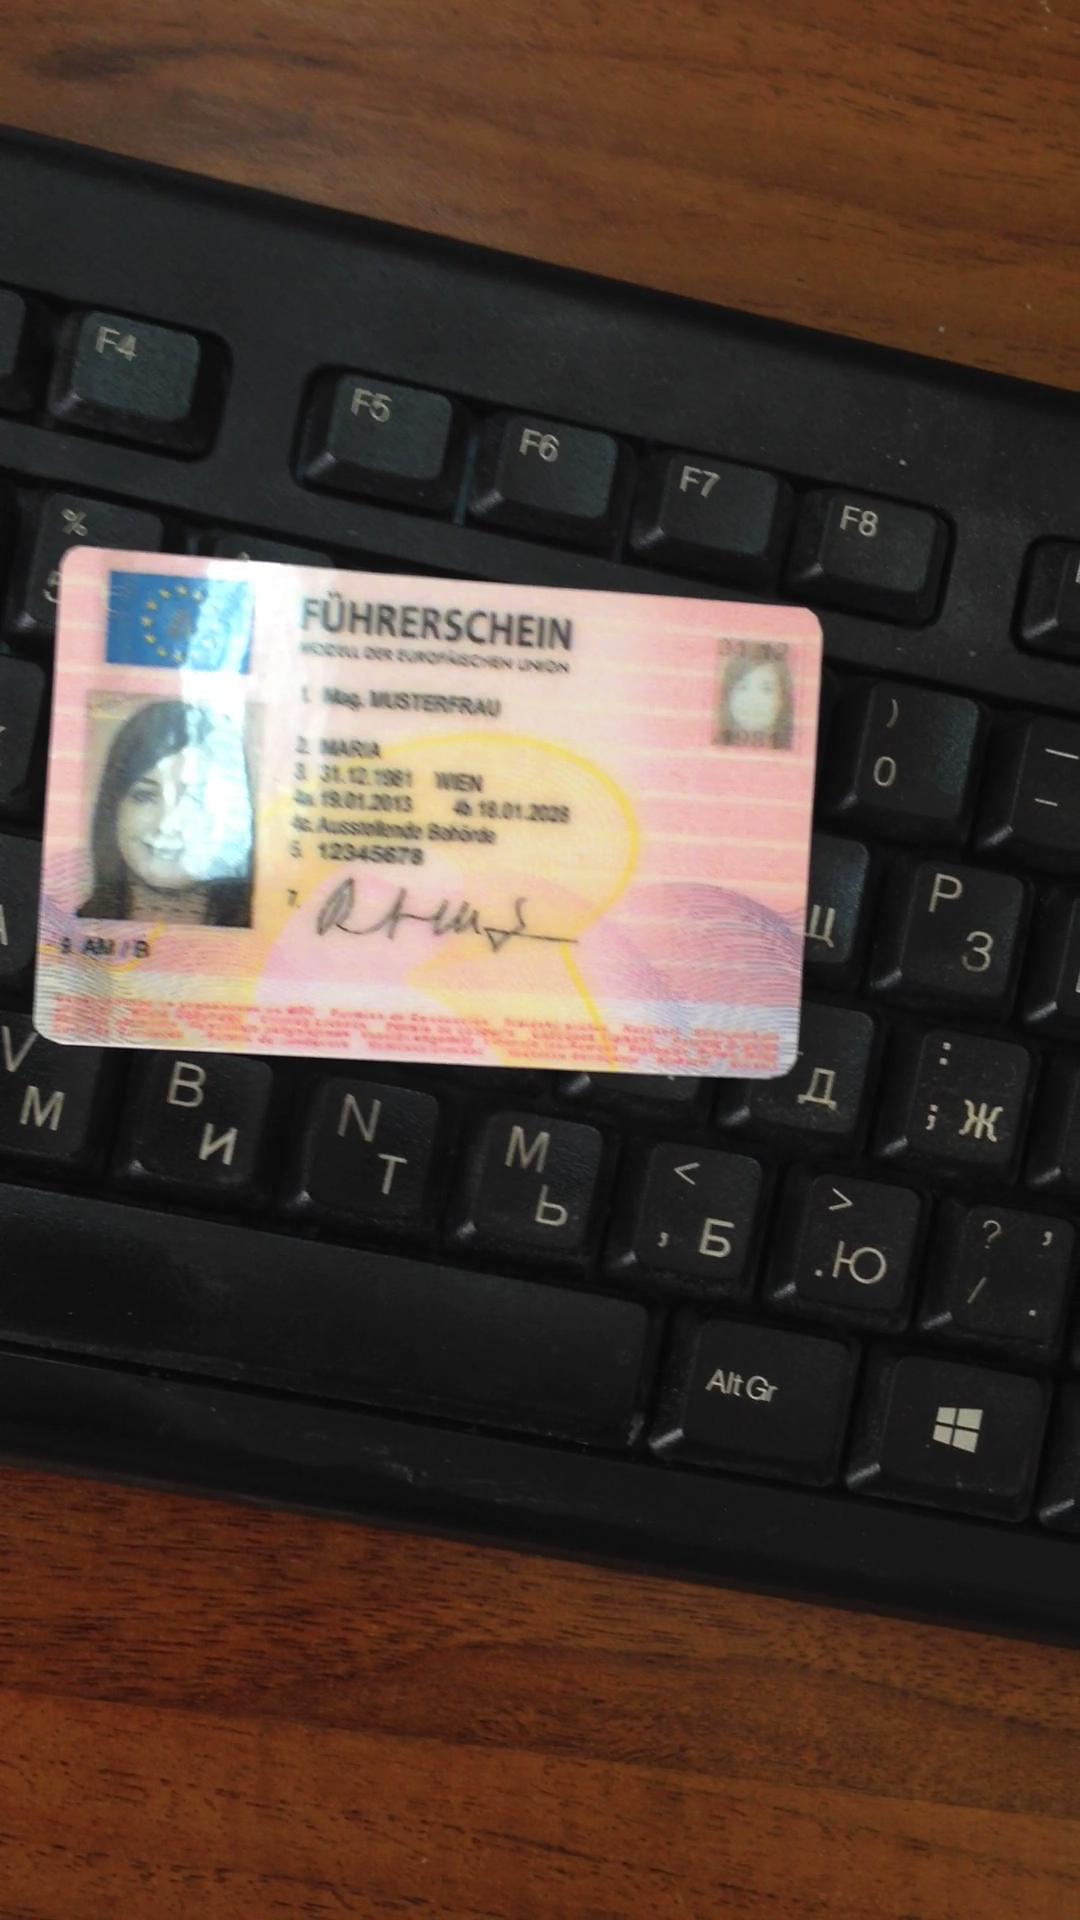 F4
F5
F6
F7
F8
%
5
FÜHRERSCHEIN
MODELL DER EUROPÄISCHEN UNION
1. Mag. MUSTERFRAU
2. MARIA
3. 31.12.1981 WIEN
4a. 19.01.2013 4b. 18.01.2028
4c. Ausstellende Behörde
5. 12345678
7.
9. AM / B
)
0
Щ
P
З
Д
:
; Ж
V
М
B
И
N
Т
M
Ь
<
, Б
>
. Ю
? ,
/ .
Alt Gr